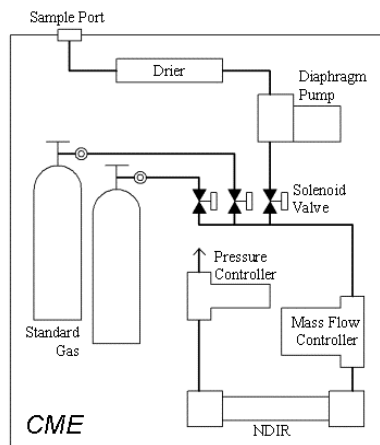 Sample Port
Drier
Diaphragm
Pump
Solenoid
Valve
Pressure
Controller
Mass Flow
Controller
Standard
Gas
NDIR
CME